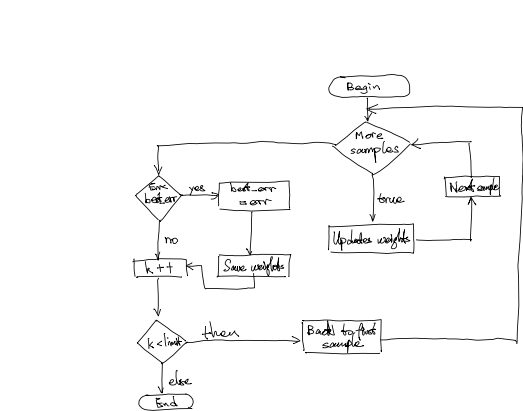 Begin
More
samples
Err<
best_err
yes
best_err
= err
true
Next sample
Updates weights
no
k++
Save weights
k<limit
then
Back to first
sample
else
End